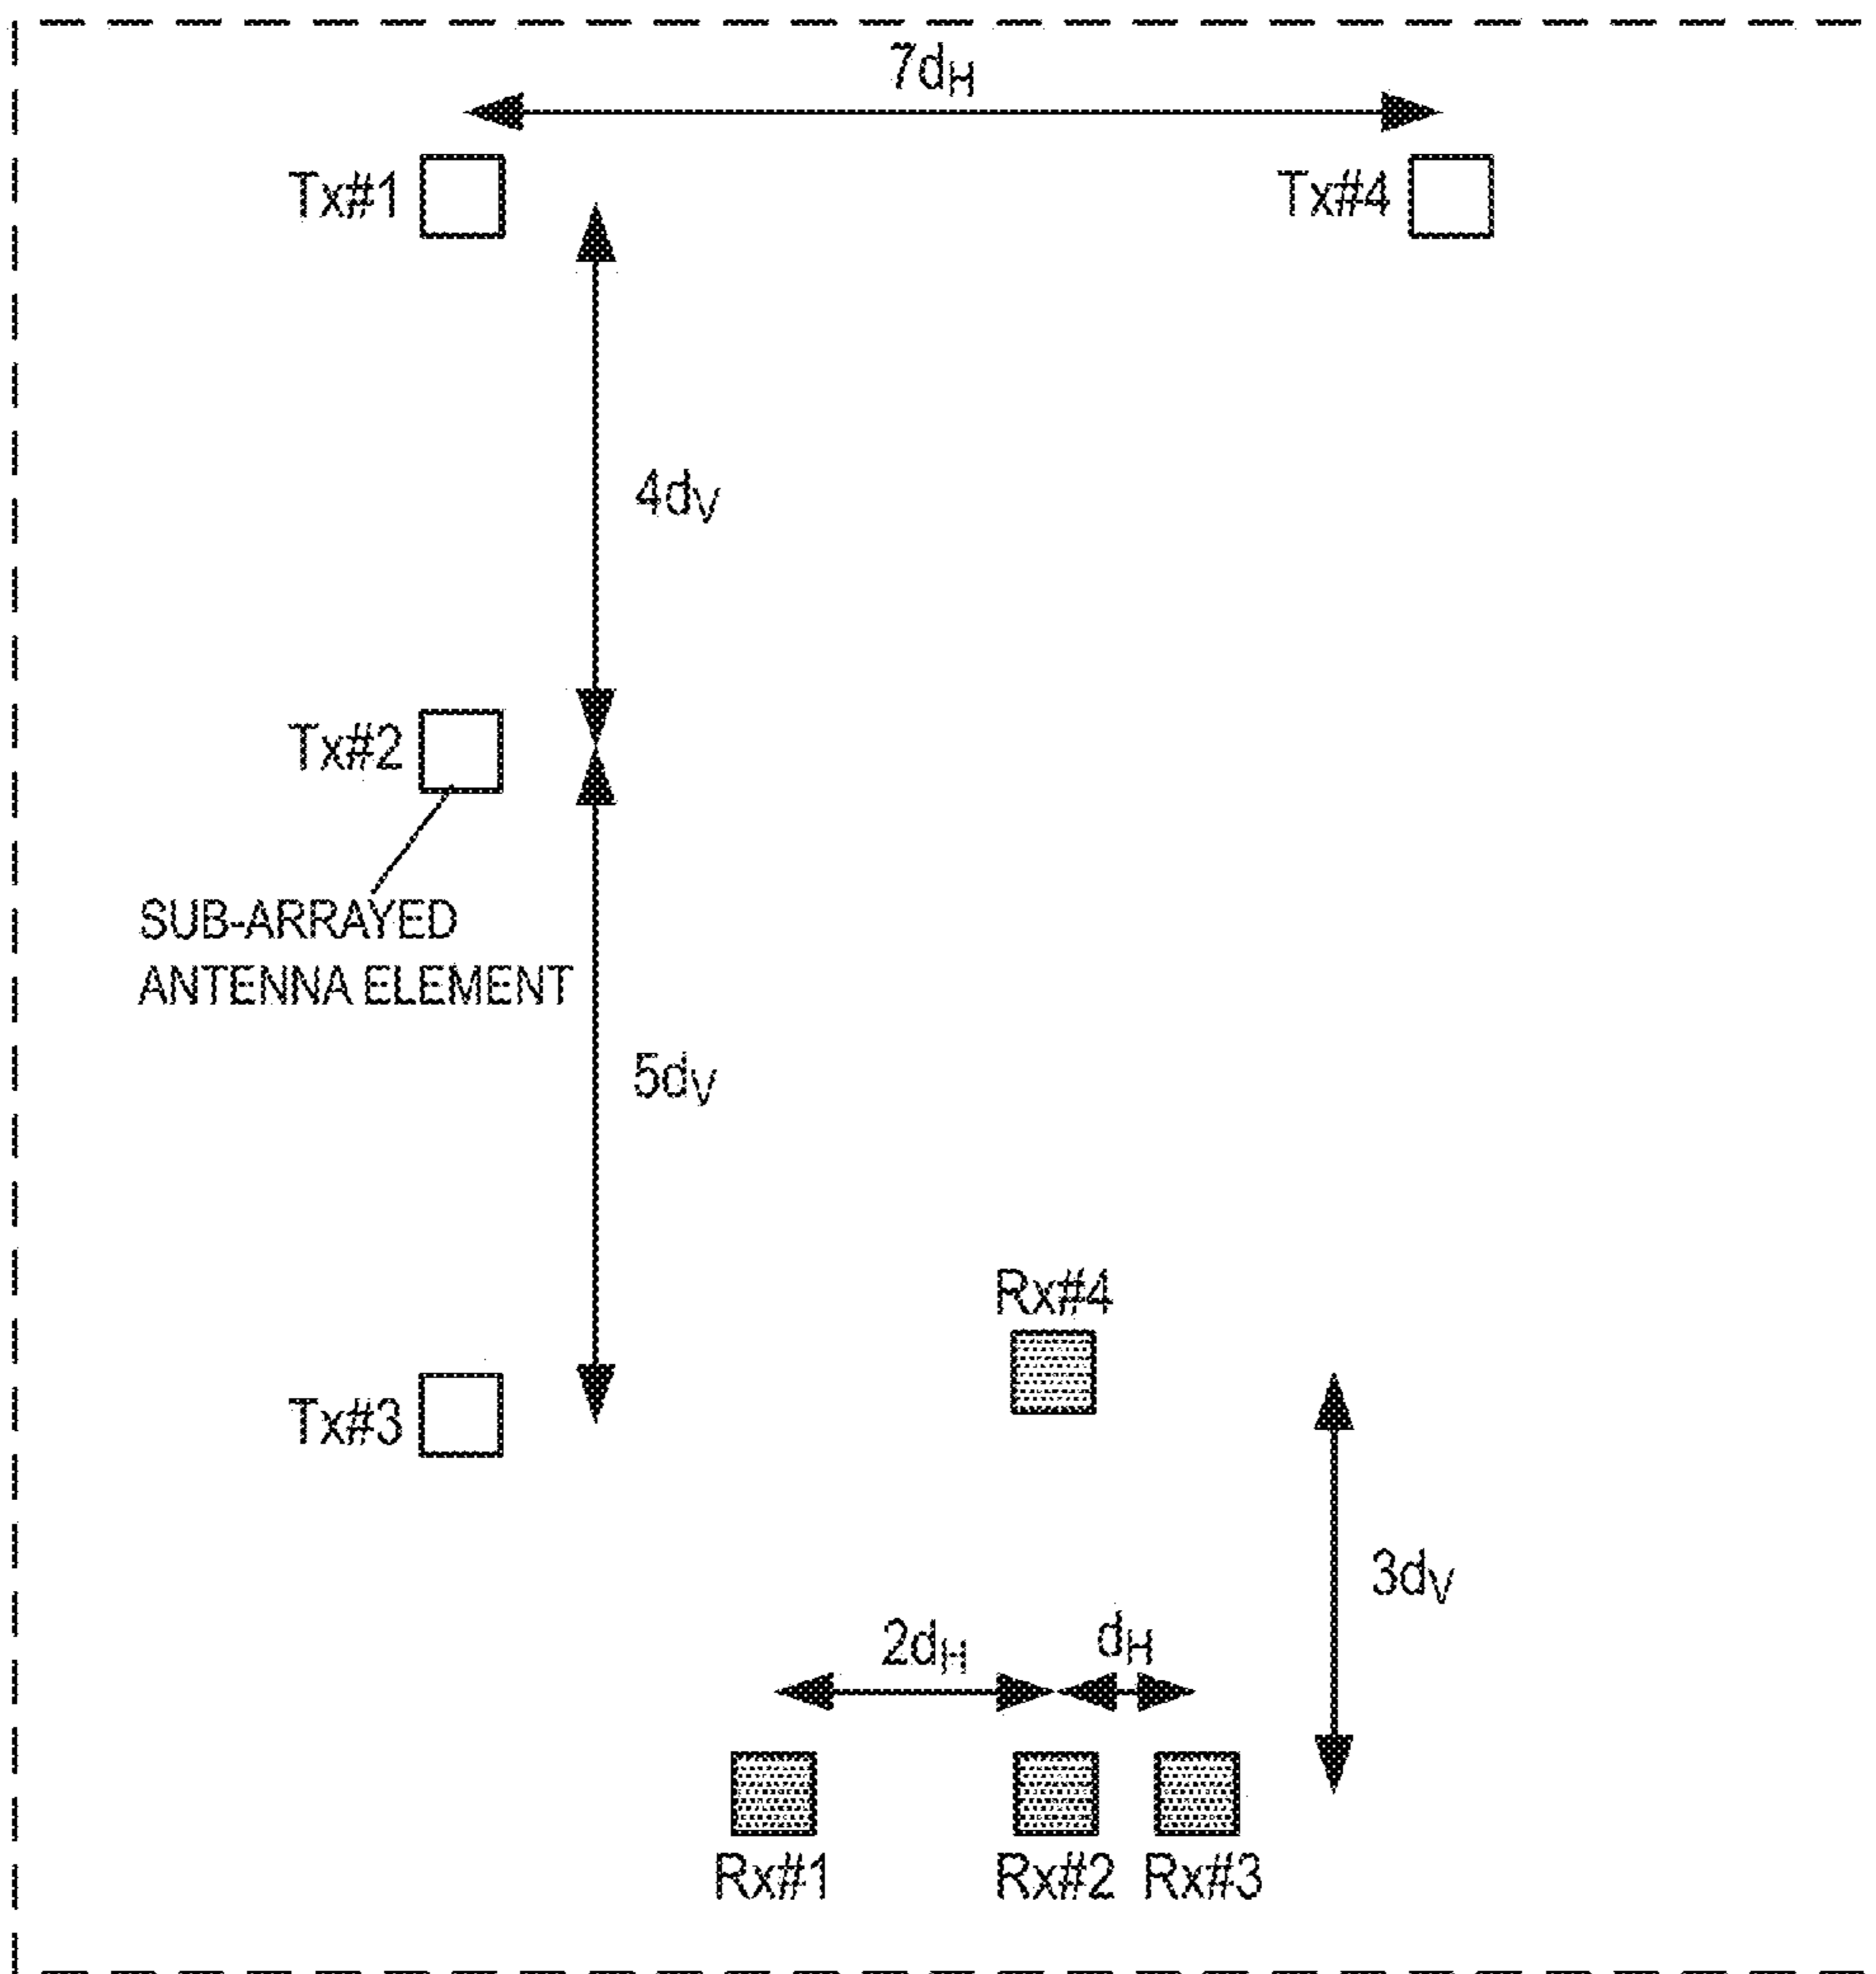 7dH
Tx#1
Tx#4
4dV
Tx#2
SUB-ARRAYED
ANTENNA ELEMENT
5dV
Rx#4
Tx#3
3dV
2dH
dH
Rx#1
Rx#2
Rx#3